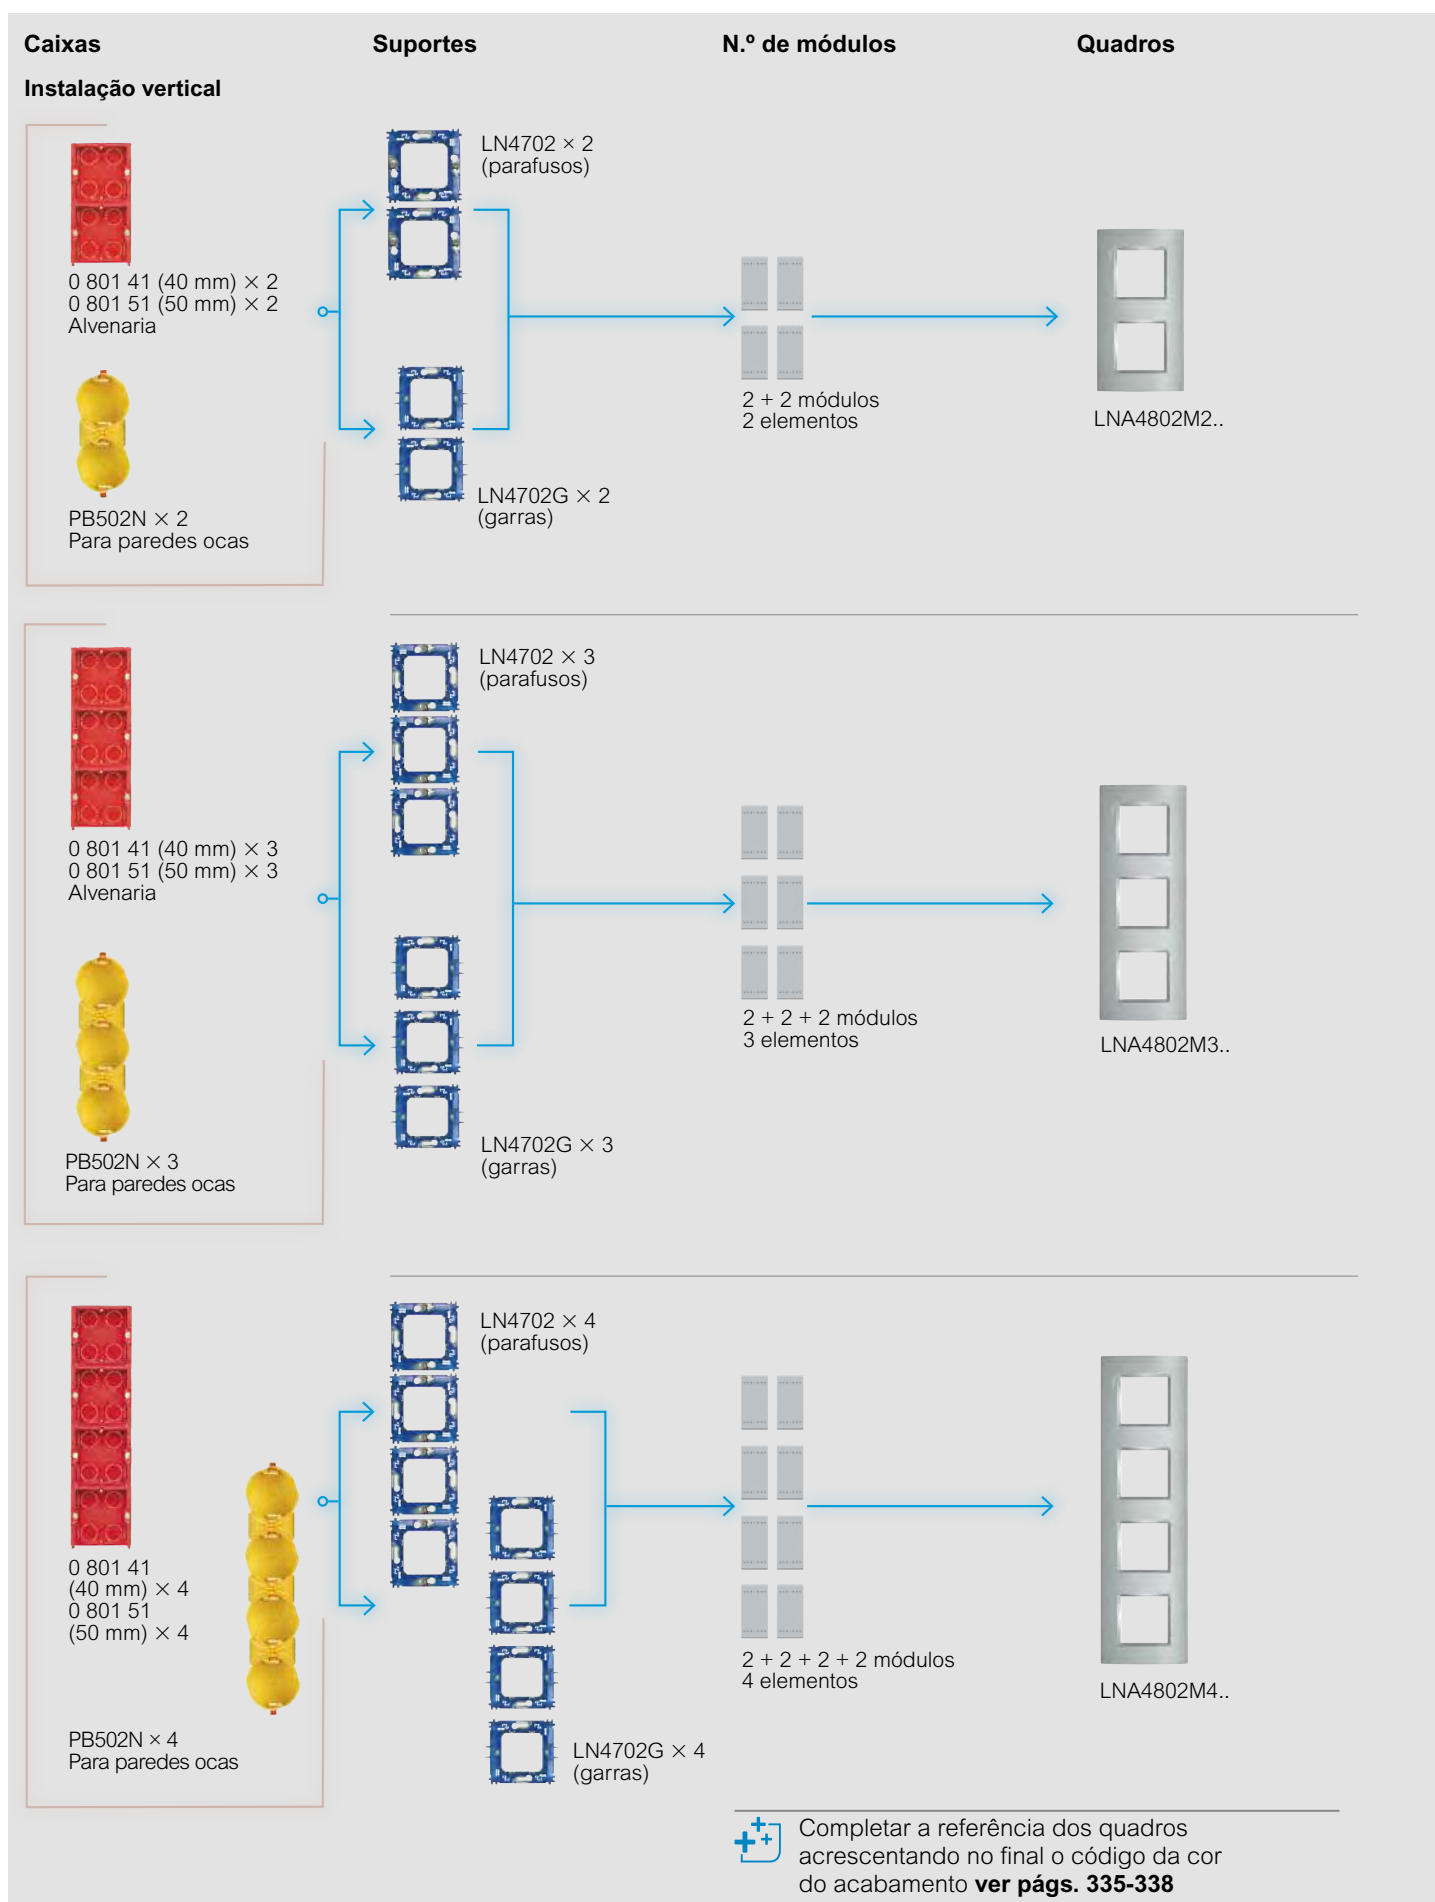 Caixas
Suportes
N.º de módulos
Quadros
Instalação vertical
LN4702 × 2
(parafusos)
0 801 41 (40 mm) × 2
0 801 51 (50 mm) × 2
Alvenaria
2 + 2 módulos
2 elementos
LNA4802M2..
LN4702G × 2
(garras)
PB502N × 2
Para paredes ocas
LN4702 × 3
(parafusos)
0 801 41 (40 mm) × 3
0 801 51 (50 mm) × 3
Alvenaria
2 + 2 + 2 módulos
3 elementos
LNA4802M3..
LN4702G × 3
(garras)
PB502N × 3
Para paredes ocas
LN4702 × 4
(parafusos)
0 801 41
(40 mm) × 4
0 801 51
(50 mm) × 4
2 + 2 + 2 + 2 módulos
4 elementos
LNA4802M4..
PB502N × 4
Para paredes ocas
LN4702G × 4
(garras)
Completar a referência dos quadros
acrescentando no final o código da cor
do acabamento ver págs. 335-338